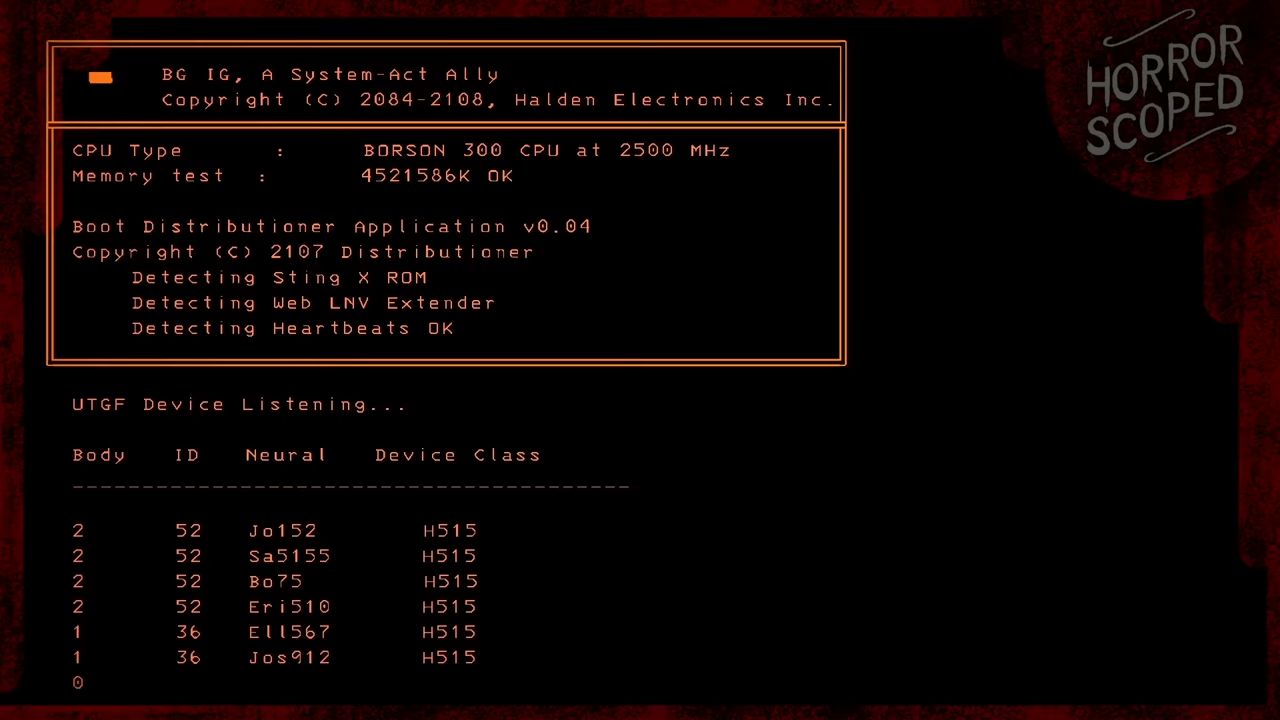 BG IG, A System-Act Ally
Copyright (C) 2084-2108, Halden Electronics Inc.
HORROR
SCOPED
CPU Type : BORSON 300 CPU at 2500 MHz
Memory test : 4521586K OK
Boot Distributioner Application v0.04
Copyright (C) 2107 Distributioner
Detecting Sting X ROM
Detecting Web LNV Extender
Detecting Heartbeats OK
UTGF Device Listening...
Body ID Neural Device Class
---------------------------------------
2 52 Jo152 H515
2 52 Sa5155 H515
2 52 Bo75 H515
2 52 Eri510 H515
1 36 Ell567 H515
1 36 Jos912 H515
0